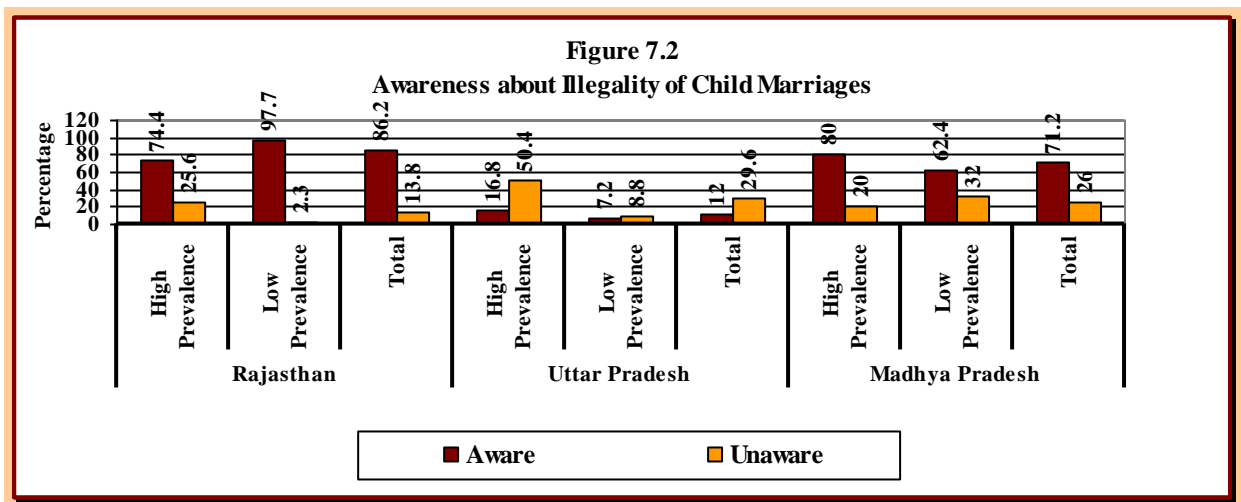 Figure 7.2
Awareness about Illegality of Child Marriages
Percentage
120
100
80
60
40
20
0
74.4
25.6
97.7
2.3
86.2
13.8
16.8
50.4
7.2
8.8
12
29.6
80
20
62.4
32
71.2
26
High
Prevalence
Low
Prevalence
Total
High
Prevalence
Low
Prevalence
Total
High
Prevalence
Low
Prevalence
Total
Rajasthan
Uttar Pradesh
Madhya Pradesh
Aware
Unaware